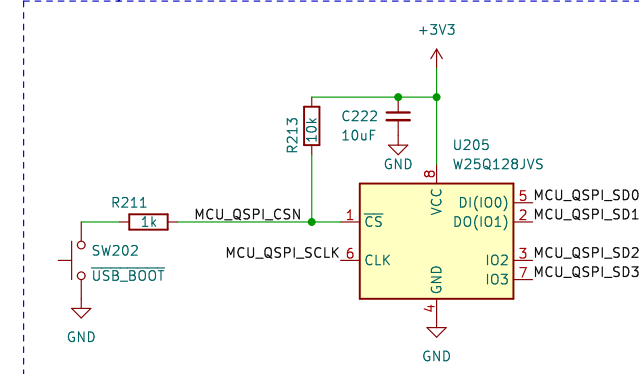 +3V3
R213
10k
C222
10uF
GND
U205
W25Q128JVS
8
VCC
R211
1k
MCU_QSPI_CSN
1
CS
DI(IO0)
5
MCU_QSPI_SD0
DO(IO1)
2
MCU_QSPI_SD1
SW202
USB_BOOT
MCU_QSPI_SCLK
6
CLK
IO2
3
MCU_QSPI_SD2
IO3
7
MCU_QSPI_SD3
GND
4
GND
GND